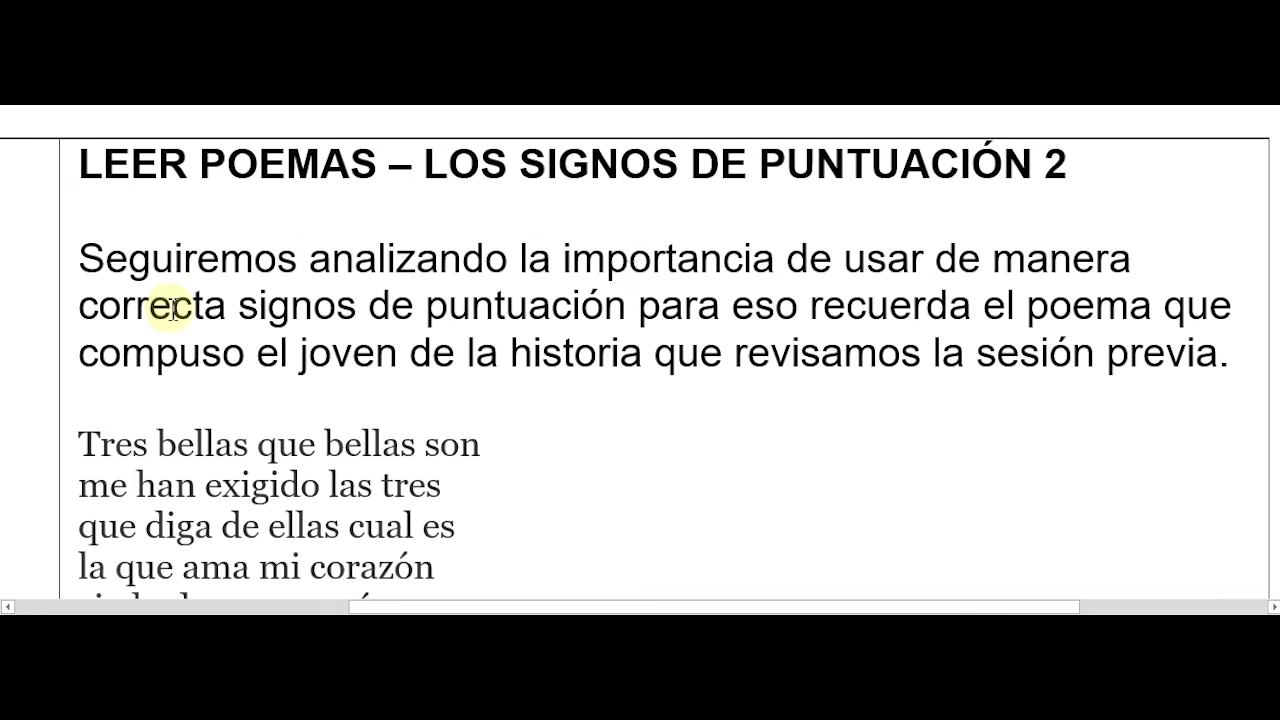 LEER POEMAS – LOS SIGNOS DE PUNTUACIÓN 2
Seguiremos analizando la importancia de usar de manera
correcta signos de puntuación para eso recuerda el poema que
compuso el joven de la historia que revisamos la sesión previa.
Tres bellas que bellas son
me han exigido las tres
que diga de ellas cual es
la que ama mi corazón